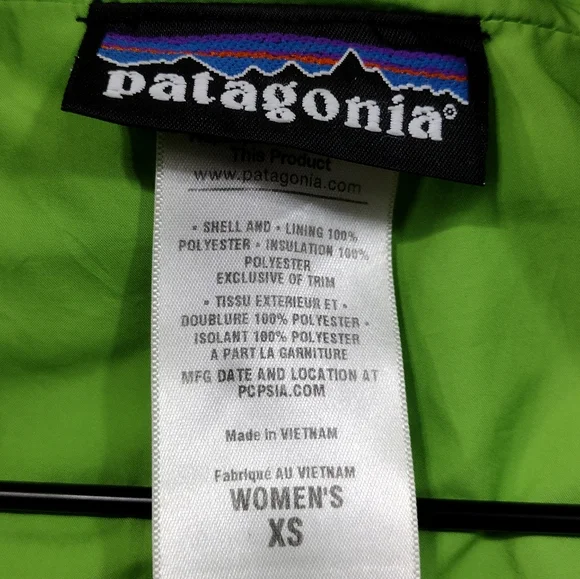 patagonia®
This Product
www.patagonia.com
• SHELL AND • LINING 100%
POLYESTER • INSULATION 100%
POLYESTER
EXCLUSIVE OF TRIM
• TISSU EXTERIEUR ET •
DOUBLURE 100% POLYESTER •
ISOLANT 100% POLYESTER
A PART LA GARNITURE
MFG DATE AND LOCATION AT
PCPSIA.COM
Made in VIETNAM
Fabriqué AU VIETNAM
WOMEN'S
XS